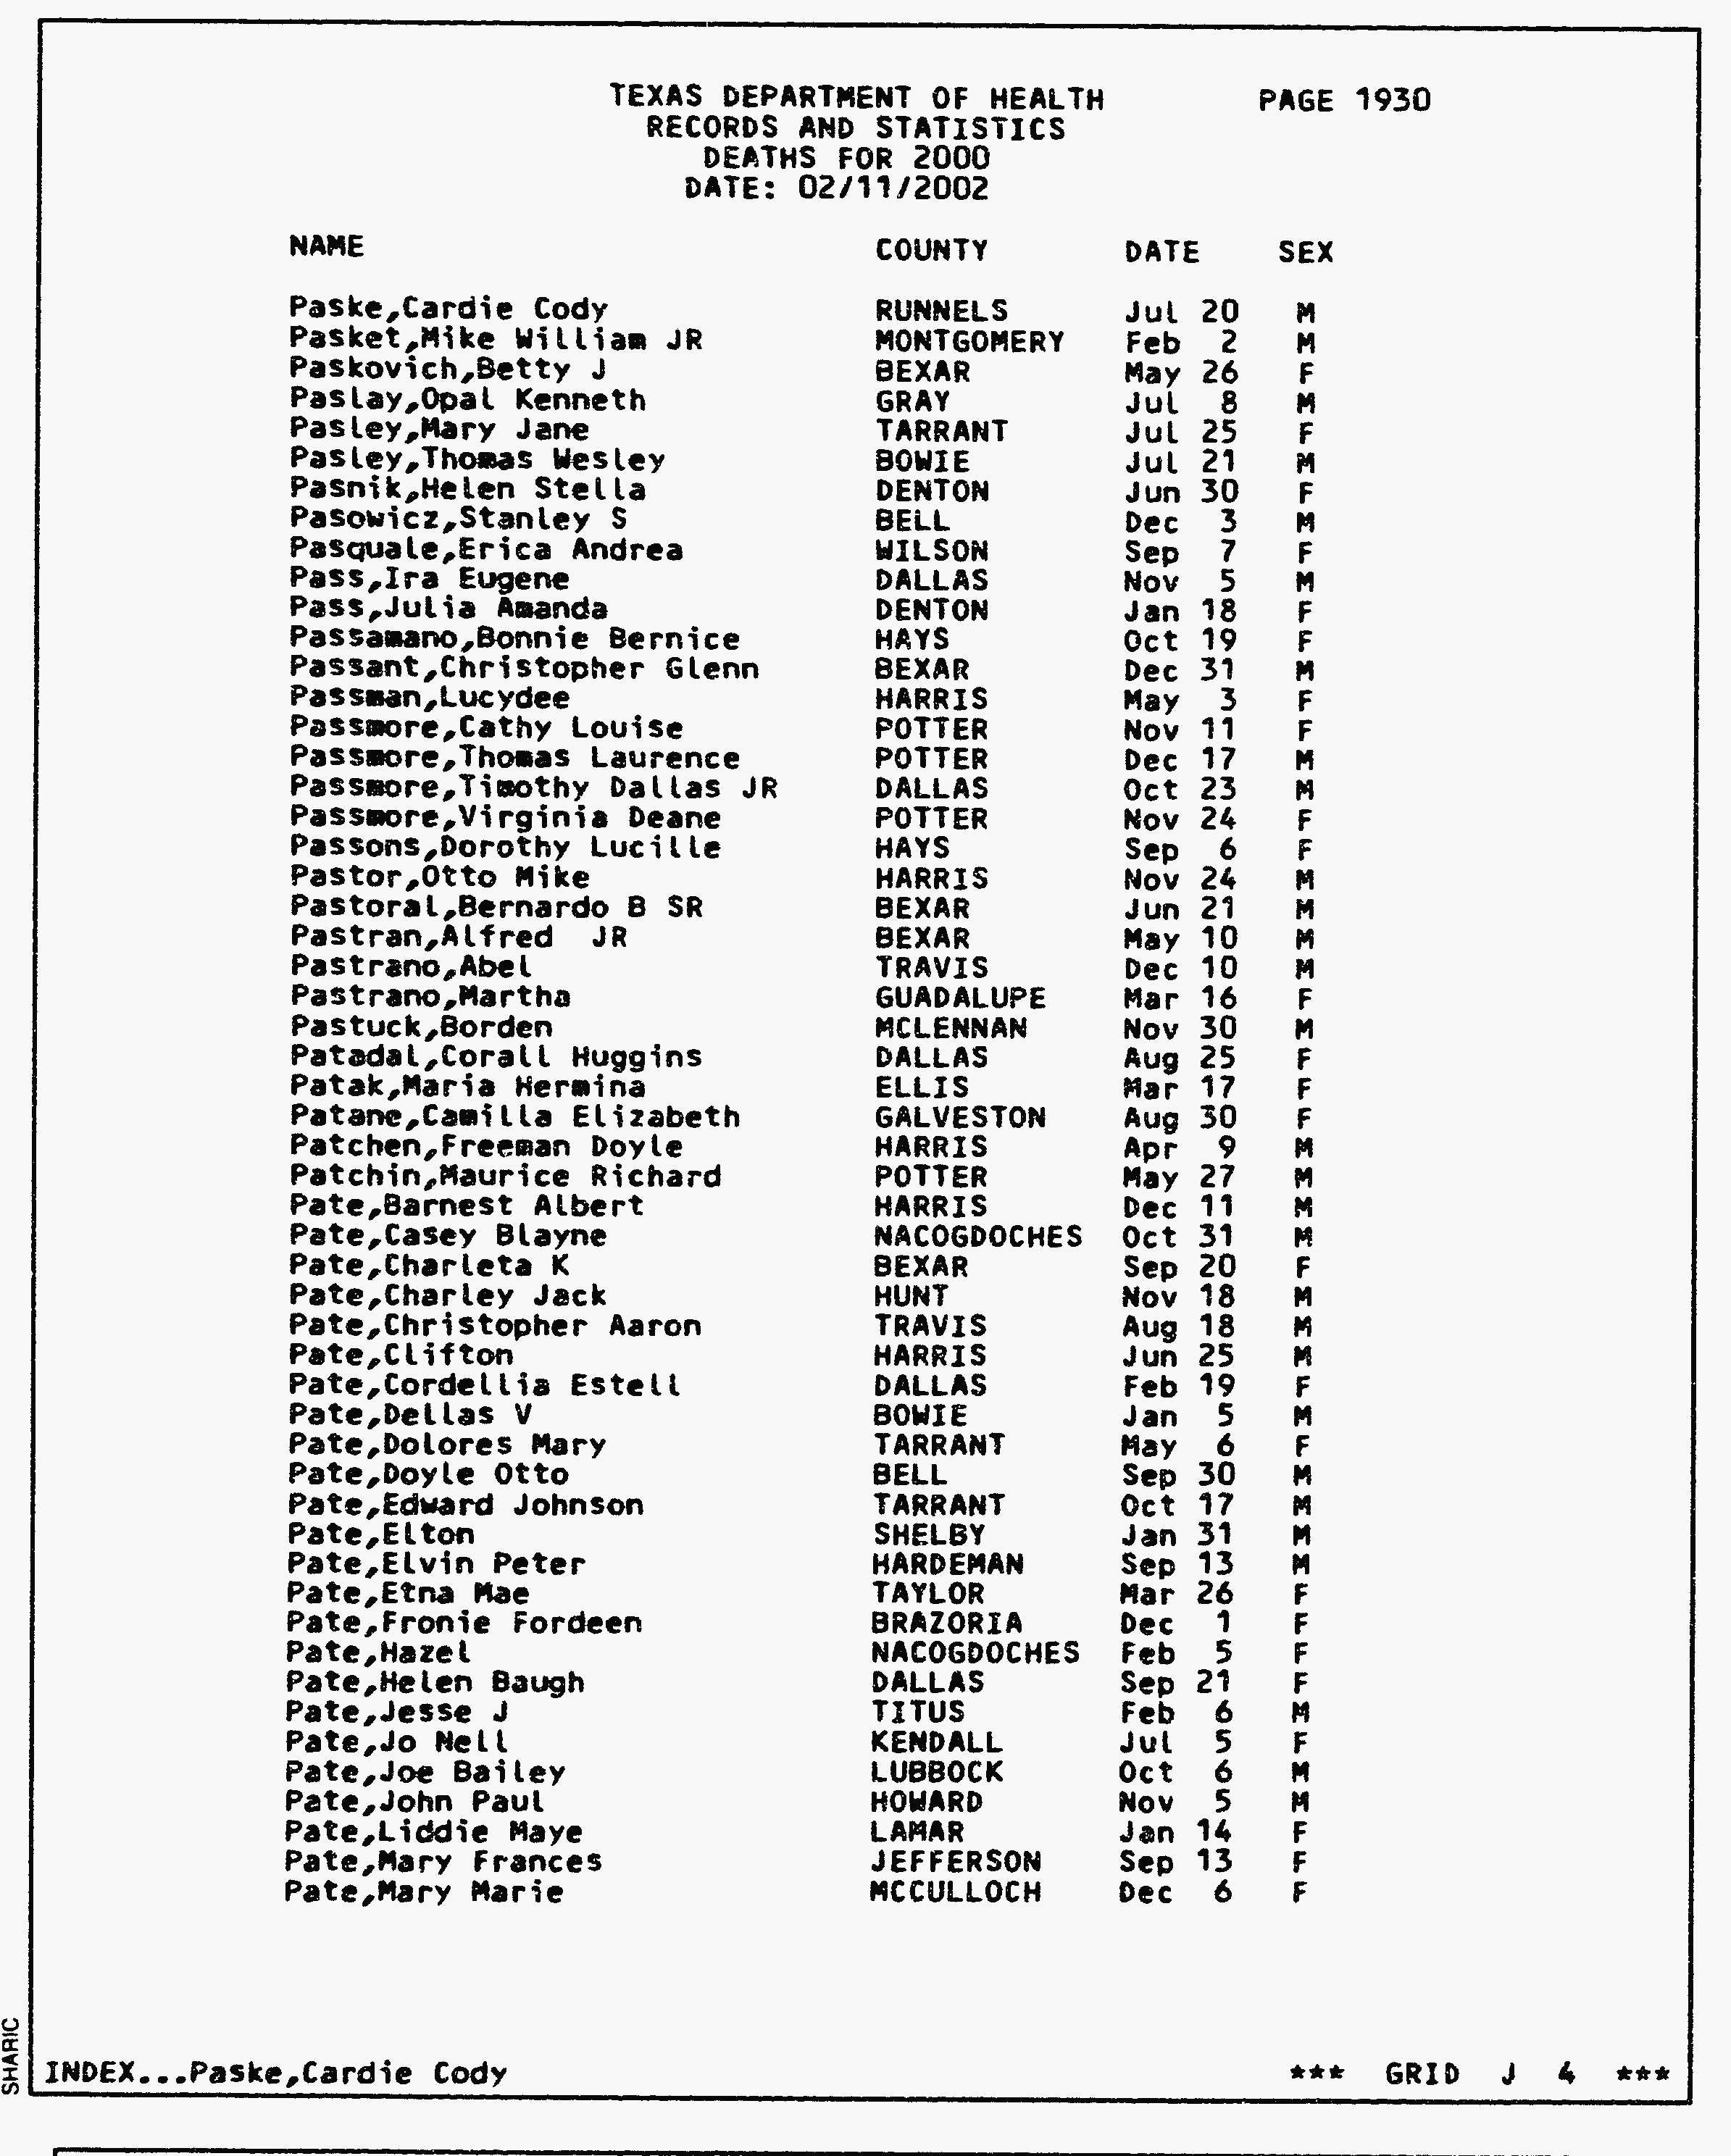 TEXAS DEPARTMENT OF HEALTH PAGE 1930
RECORDS AND STATISTICS
DEATHS FOR 2000
DATE: 02/11/2002
NAME COUNTY DATE SEX
Paske,Cardie Cody RUNNELS Jul 20 M
Pasket,Mike William JR MONTGOMERY Feb 2 M
Paskovich,Betty J BEXAR May 26 F
Paslay,Opal Kenneth GRAY Jul 8 M
Pasley,Mary Jane TARRANT Jul 25 F
Pasley,Thomas Wesley BOWIE Jul 21 M
Pasnik,Helen Stella DENTON Jun 30 F
Pasowicz,Stanley S BELL Dec 3 M
Pasquale,Erica Andrea WILSON Sep 7 F
Pass,Ira Eugene DALLAS Nov 5 M
Pass,Julia Amanda DENTON Jan 18 F
Passamano,Bonnie Bernice HAYS Oct 19 F
Passant,Christopher Glenn BEXAR Dec 31 M
Passman,Lucydee HARRIS May 3 F
Passmore,Cathy Louise POTTER Nov 11 F
Passmore,Thomas Laurence POTTER Dec 17 M
Passmore,Timothy Dallas JR DALLAS Oct 23 M
Passmore,Virginia Deane POTTER Nov 24 F
Passons,Dorothy Lucille HAYS Sep 6 F
Pastor,Otto Mike HARRIS Nov 24 M
Pastoral,Bernardo B SR BEXAR Jun 21 M
Pastran,Alfred JR BEXAR May 10 M
Pastrano,Abel TRAVIS Dec 10 M
Pastrano,Martha GUADALUPE Mar 16 F
Pastuck,Borden MCLENNAN Nov 30 M
Patadal,Corall Huggins DALLAS Aug 25 F
Patak,Maria Hermina ELLIS Mar 17 F
Patane,Camilla Elizabeth GALVESTON Aug 30 F
Patchen,Freeman Doyle HARRIS Apr 9 M
Patchin,Maurice Richard POTTER May 27 M
Pate,Barnest Albert HARRIS Dec 11 M
Pate,Casey Blayne NACOGDOCHES Oct 31 M
Pate,Charleta K BEXAR Sep 20 F
Pate,Charley Jack HUNT Nov 18 M
Pate,Christopher Aaron TRAVIS Aug 18 M
Pate,Clifton HARRIS Jun 25 M
Pate,Cordellia Estell DALLAS Feb 19 F
Pate,Dellas V BOWIE Jan 5 M
Pate,Dolores Mary TARRANT May 6 F
Pate,Doyle Otto BELL Sep 30 M
Pate,Edward Johnson TARRANT Oct 17 M
Pate,Elton SHELBY Jan 31 M
Pate,Elvin Peter HARDEMAN Sep 13 M
Pate,Etna Mae TAYLOR Mar 26 F
Pate,Fronie Fordeen BRAZORIA Dec 1 F
Pate,Hazel NACOGDOCHES Feb 5 F
Pate,Helen Baugh DALLAS Sep 21 F
Pate,Jesse J TITUS Feb 6 M
Pate,Jo Nell KENDALL Jul 5 F
Pate,Joe Bailey LUBBOCK Oct 6 M
Pate,John Paul HOWARD Nov 5 M
Pate,Liddie Maye LAMAR Jan 14 F
Pate,Mary Frances JEFFERSON Sep 13 F
Pate,Mary Marie MCCULLOCH Dec 6 F
SHARIC
INDEX...Paske,Cardie Cody *** GRID J 4 ***